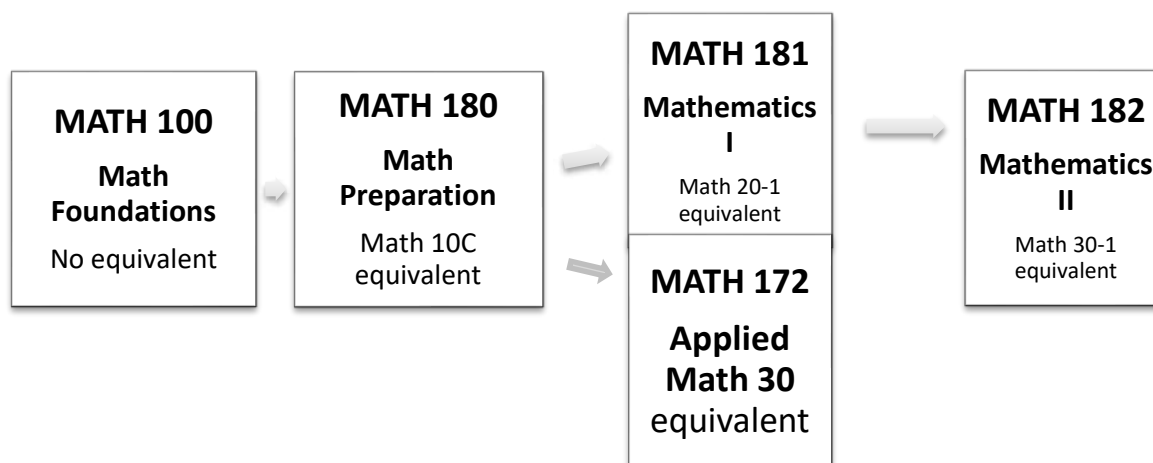 MATH 100
Math
Foundations
No equivalent
MATH 180
Math
Preparation
Math 10C
equivalent
MATH 181
Mathematics
I
Math 20-1
equivalent
MATH 172
Applied
Math 30
equivalent
MATH 182
Mathematics
II
Math 30-1
equivalent